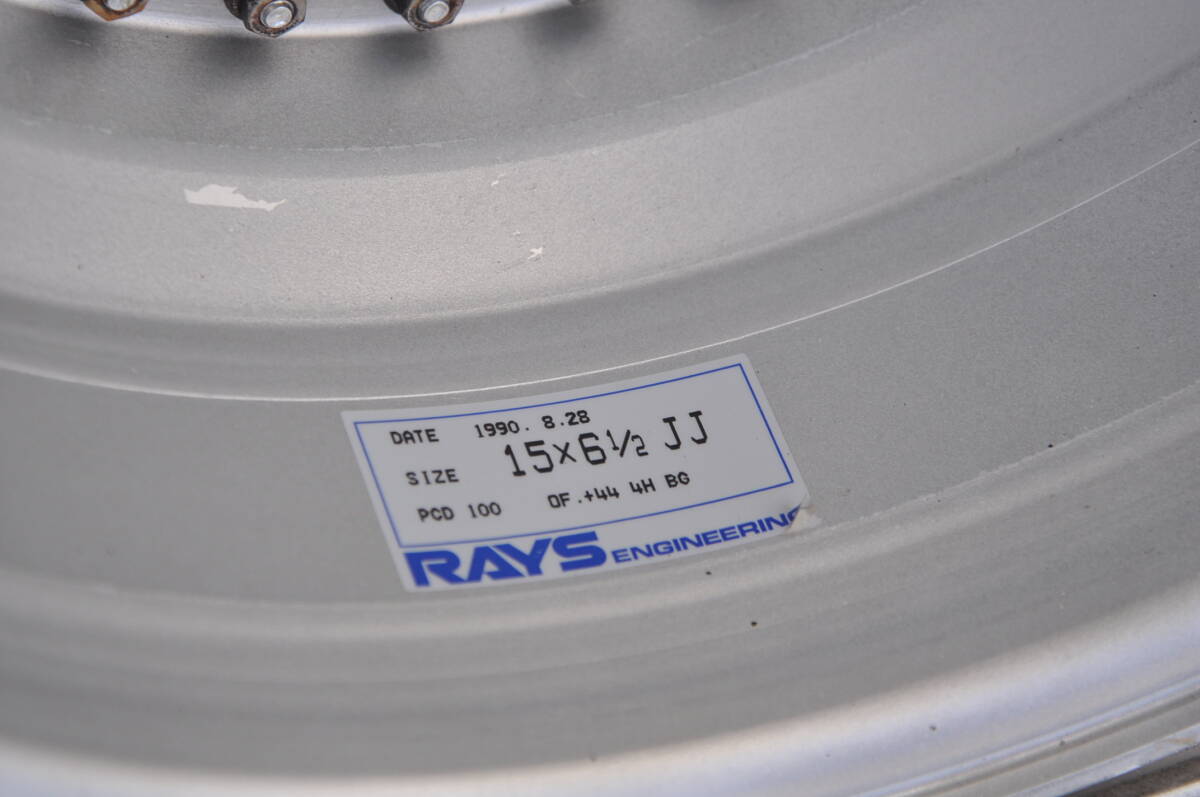 DATE 1990. 8.28
SIZE 15×6½ JJ
PCD 100 OF.+44 4H BG
RAYS ENGINEERING